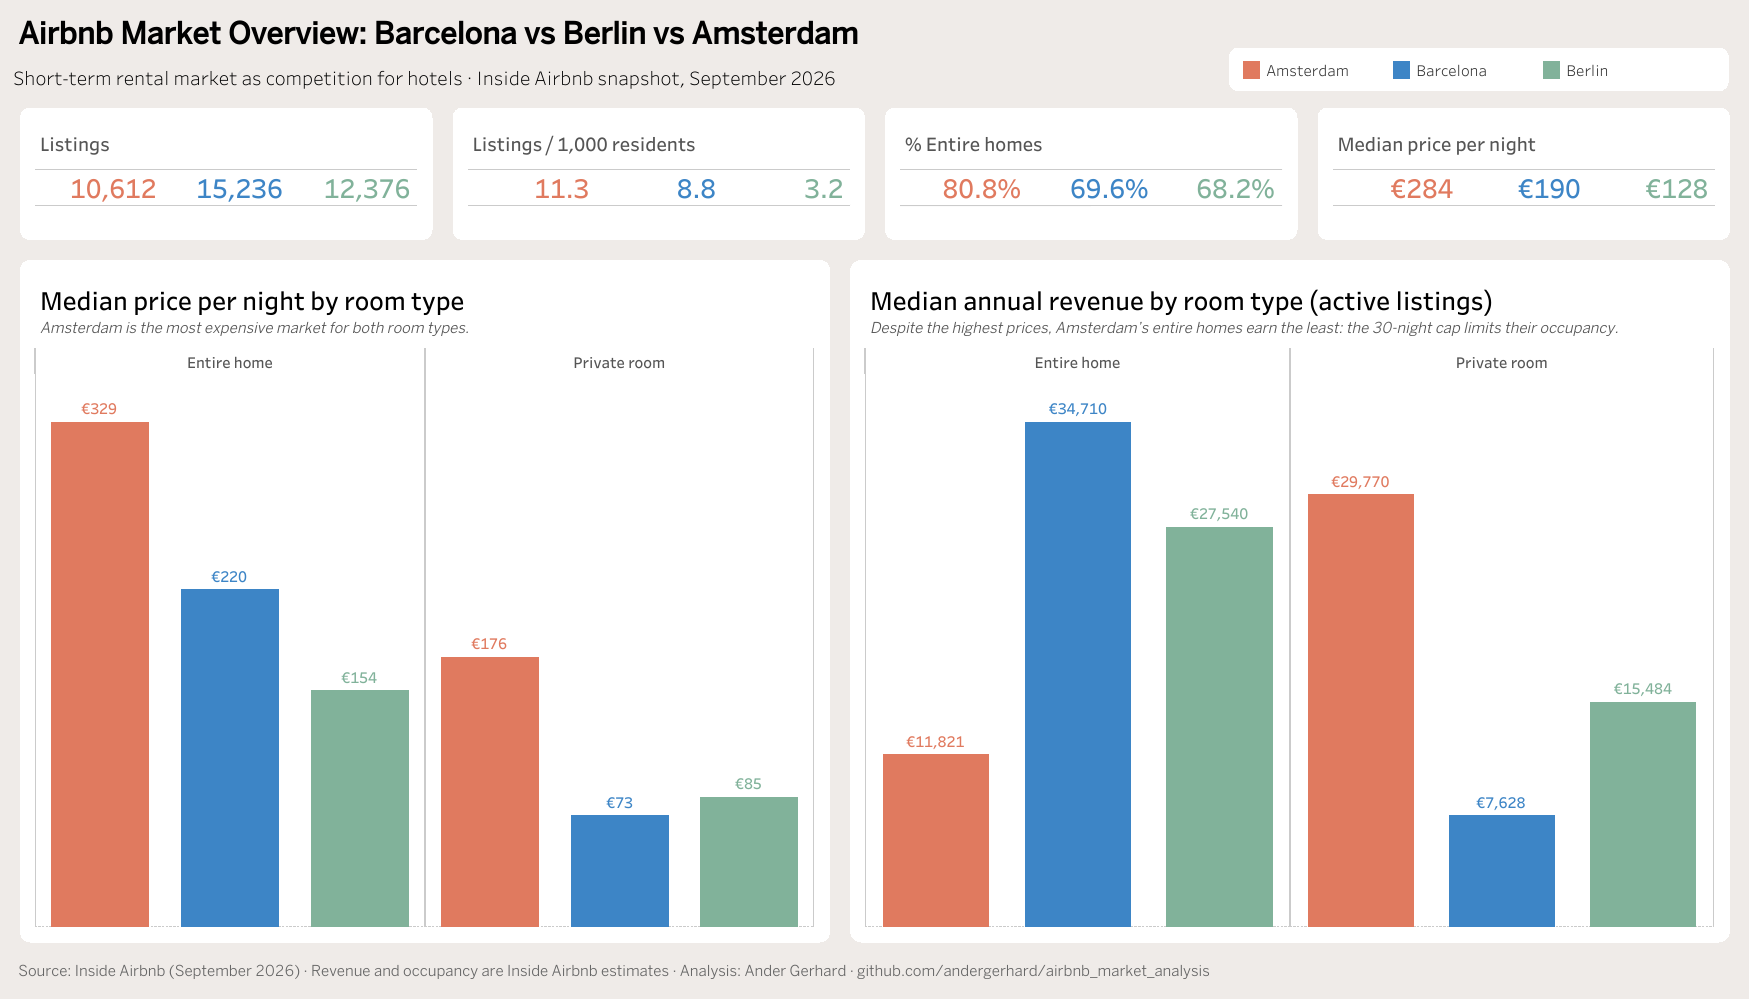 Airbnb Market Overview: Barcelona vs Berlin vs Amsterdam
Short-term rental market as competition for hotels · Inside Airbnb snapshot, September 2026
Amsterdam Barcelona Berlin
Listings
10,612 15,236 12,376
Listings / 1,000 residents
11.3 8.8 3.2
% Entire homes
80.8% 69.6% 68.2%
Median price per night
€284 €190 €128
Median price per night by room type
Amsterdam is the most expensive market for both room types.
Entire home Private room
€329
€220
€154
€176
€73
€85
Median annual revenue by room type (active listings)
Despite the highest prices, Amsterdam's entire homes earn the least: the 30-night cap limits their occupancy.
Entire home Private room
€11,821
€34,710
€27,540
€29,770
€7,628
€15,484
Source: Inside Airbnb (September 2026) · Revenue and occupancy are Inside Airbnb estimates · Analysis: Ander Gerhard · github.com/andergerhard/airbnb_market_analysis